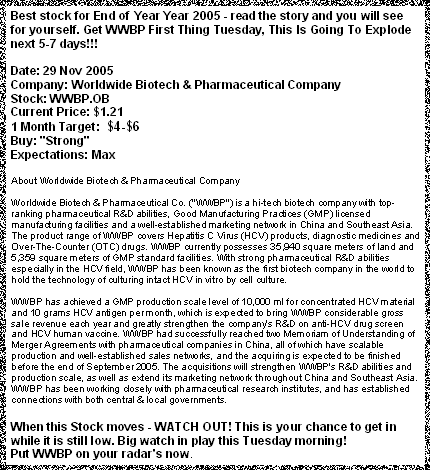 Best stock for End of Year Year 2005 - read the story and you will see
for yourself. Get WWBP First Thing Tuesday, This Is Going To Explode
next 5-7 days!!!
Date: 29 Nov 2005
Company: Worldwide Biotech & Pharmaceutical Company
Stock: WWBP.OB
Current Price: $1.21
1 Month Target: $4-$6
Buy: "Strong"
Expectations: Max
About Worldwide Biotech & Pharmaceutical Company
Worldwide Biotech & Pharmaceutical Co. ("WWBP") is a hi-tech biotech company with top-
ranking pharmaceutical R&D abilities, Good Manufacturing Practices (GMP) licensed
manufacturing facilities and a well-established marketing network in China and Southeast Asia.
The product range of WWBP covers Hepatitis C Virus (HCV) products, diagnostic medicines and
Over-The-Counter (OTC) drugs. WWBP currently possesses 35,940 square meters of land and
5,359 square meters of GMP standard facilities. With strong pharmaceutical R&D abilities
especially in the HCV field, WWBP has been known as the first biotech company in the world to
hold the technology of culturing intact HCV in vitro by cell culture.
WWBP has achieved a GMP production scale level of 10,000 ml for concentrated HCV material
and 10 grams HCV antigen per month, which is expected to bring WWBP considerable gross
sale revenue each year and greatly strengthen the company's R&D on anti-HCV drug screen
and HCV human vaccine. WWBP had successfully reached two Memoriam of Understanding of
Merger Agreements with pharmaceutical companies in China, all of which have scalable
production and well-established sales networks, and the acquiring is expected to be finished
before the end of September 2005. The acquisitions will strengthen WWBP's R&D abilities and
production scale, as well as extend its marketing network throughout China and Southeast Asia.
WWBP has been working closely with pharmaceutical research institutes, and has established
connections with both central & local governments.
When this Stock moves - WATCH OUT! This is your chance to get in
while it is still low. Big watch in play this Tuesday morning!
Put WWBP on your radar's now.